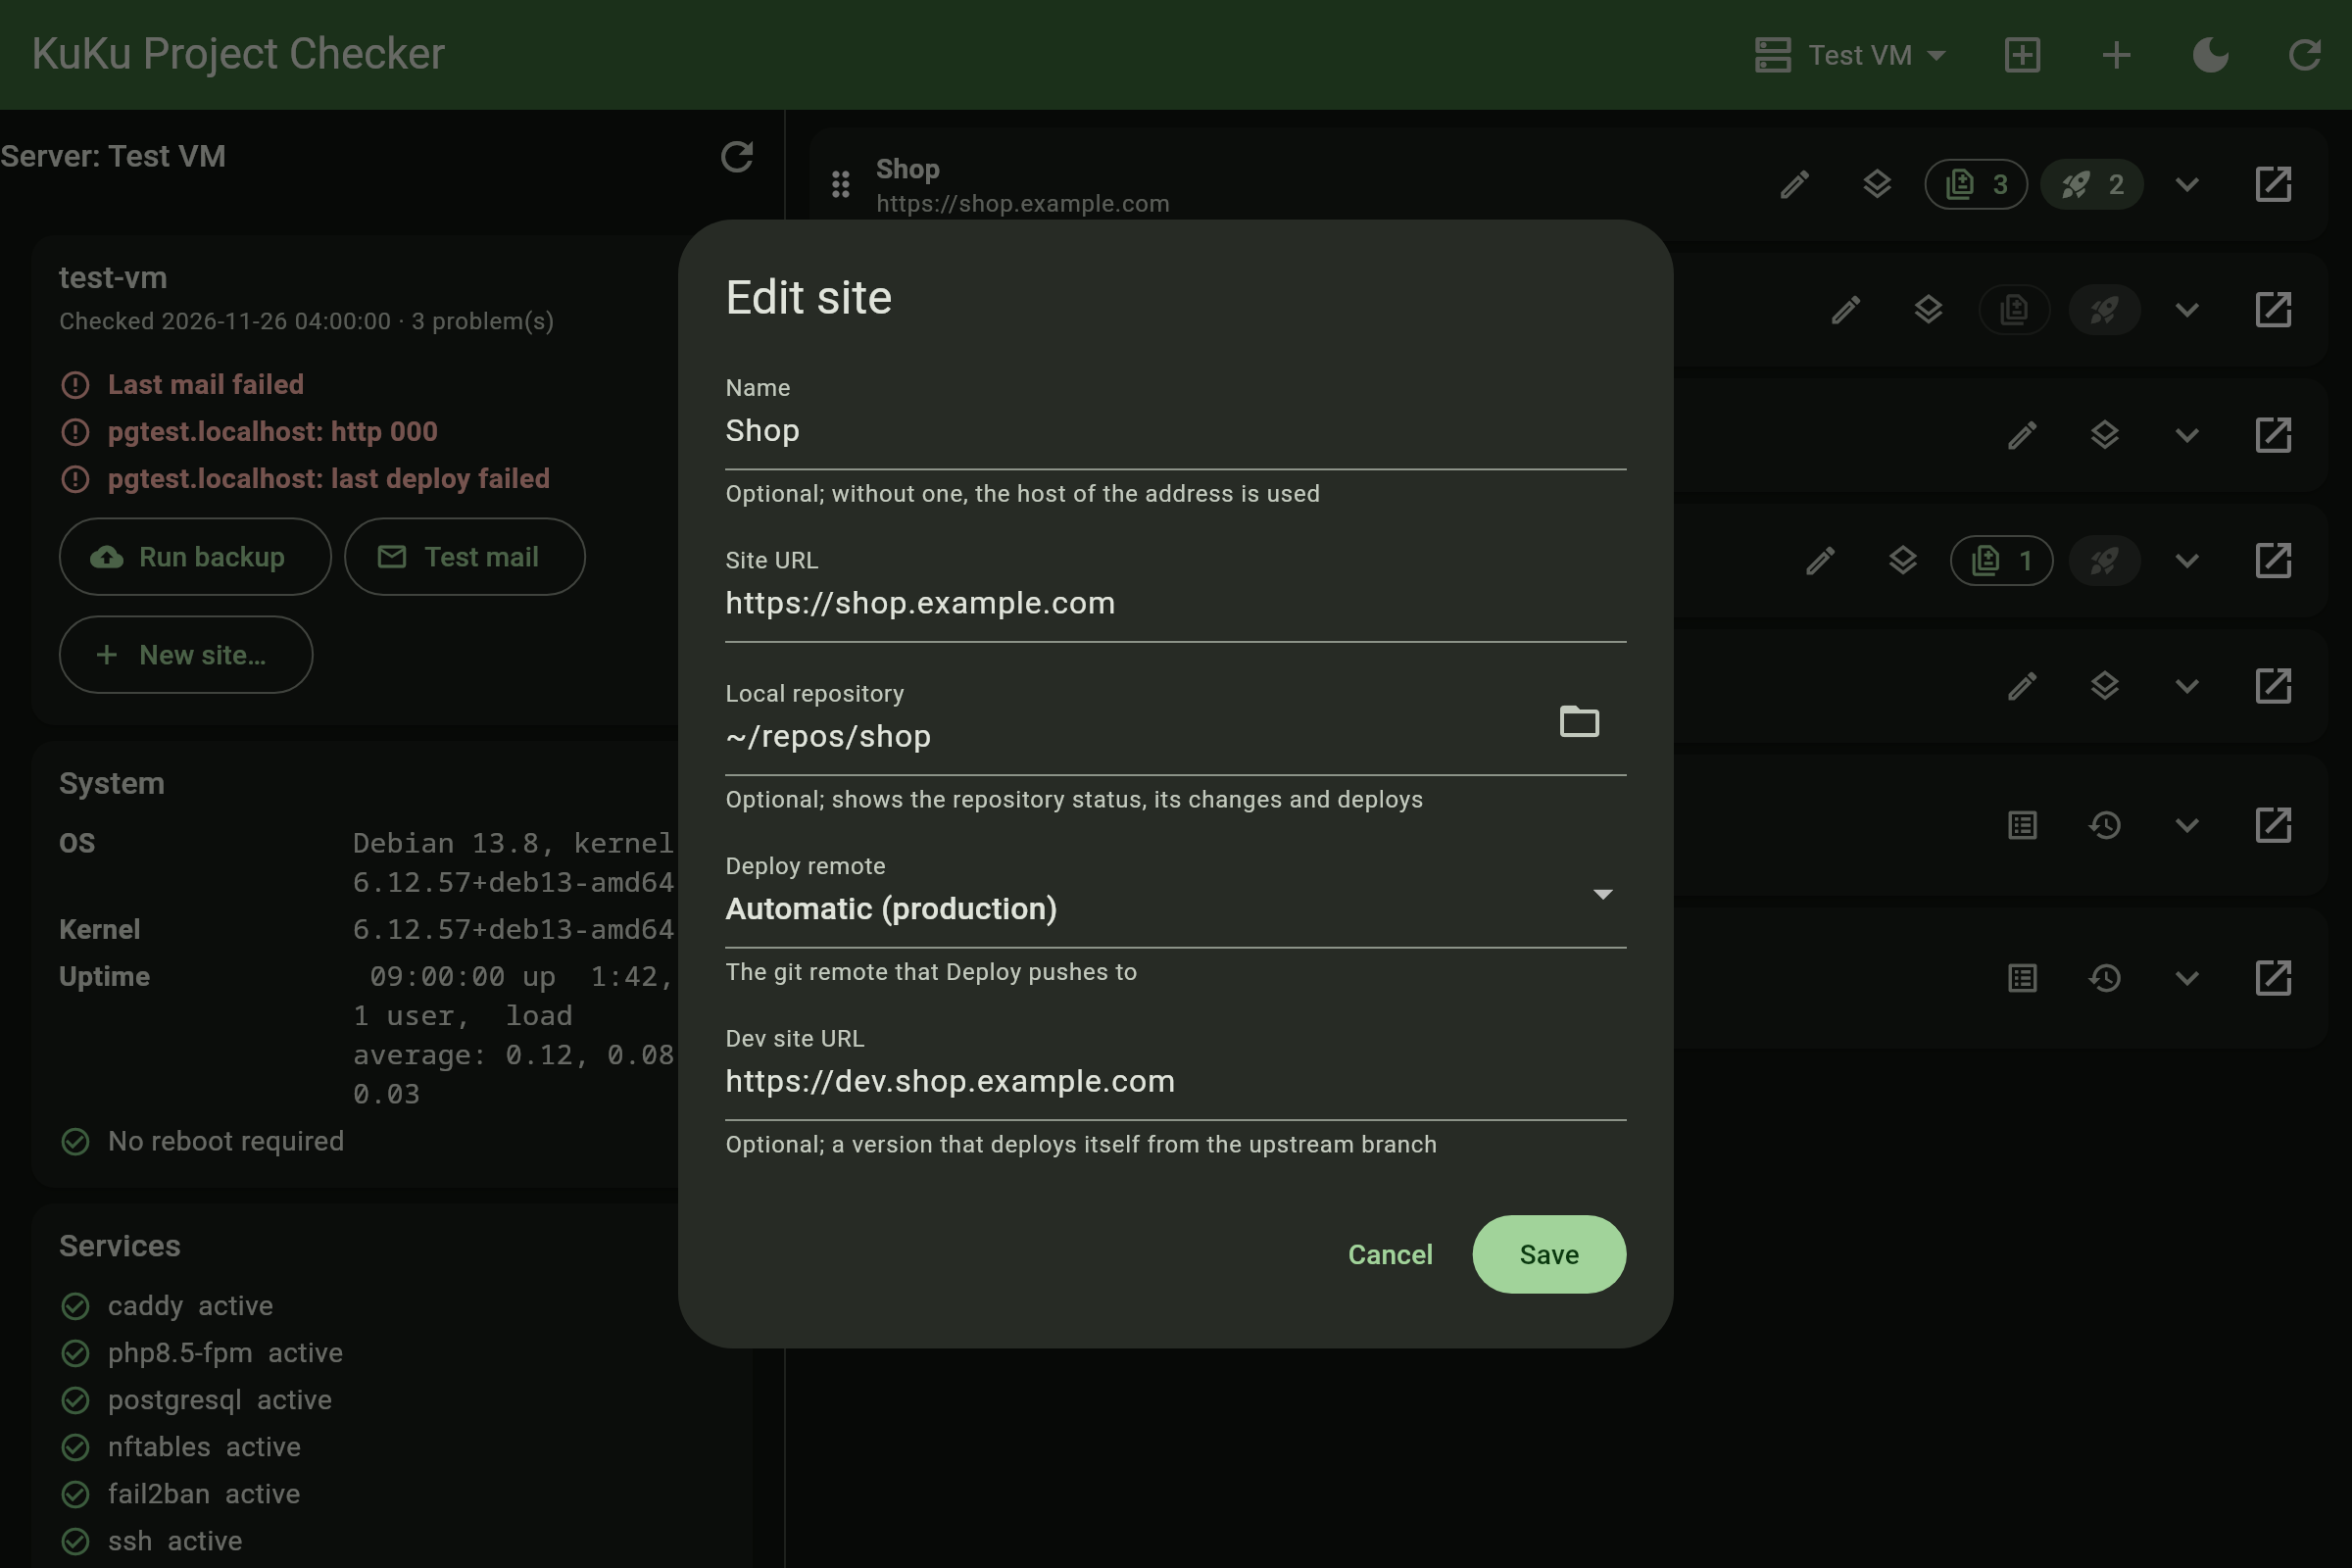 KuKu Project Checker
Test VM
Server: Test VM
test-vm
Checked 2026-11-26 04:00:00 · 3 problem(s)
Last mail failed
pgtest.localhost: http 000
pgtest.localhost: last deploy failed
Run backup
Test mail
New site…
System
OS
Debian 13.8, kernel
6.12.57+deb13-amd64
Kernel
6.12.57+deb13-amd64
Uptime
09:00:00 up  1:42,
1 user,  load
average: 0.12, 0.08
0.03
No reboot required
Services
caddy active
php8.5-fpm active
postgresql active
nftables active
fail2ban active
ssh active
Shop
https://shop.example.com
3
2
1
Edit site
Name
Shop
Optional; without one, the host of the address is used
Site URL
https://shop.example.com
Local repository
~/repos/shop
Optional; shows the repository status, its changes and deploys
Deploy remote
Automatic (production)
The git remote that Deploy pushes to
Dev site URL
https://dev.shop.example.com
Optional; a version that deploys itself from the upstream branch
Cancel
Save